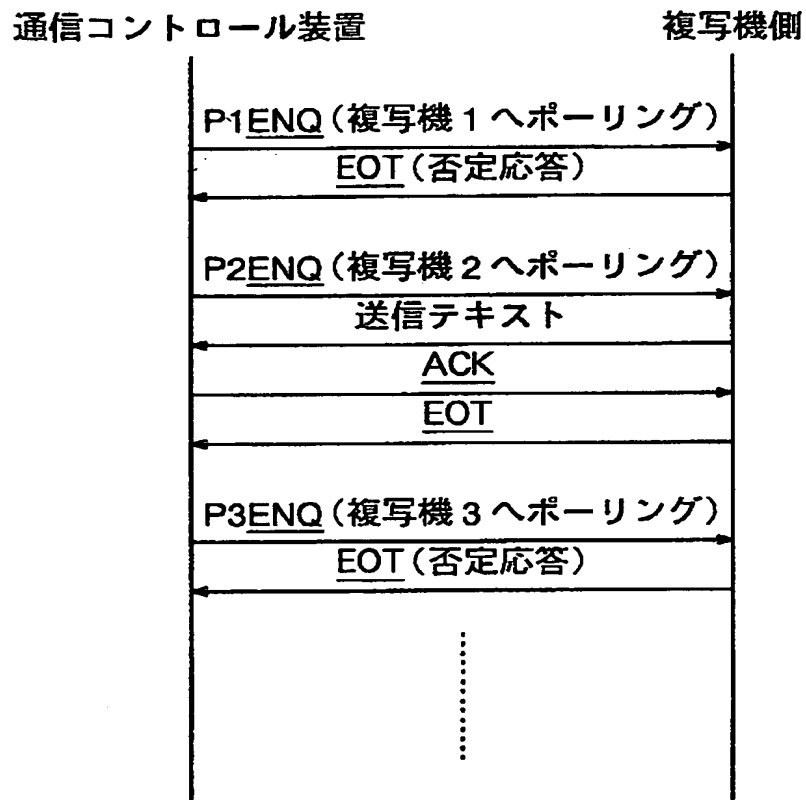 通信コントロール装置 複写機側
P1ENQ(複写機1へポーリング)
EOT(否定応答)
P2ENQ(複写機2へポーリング)
送信テキスト
ACK
EOT
P3ENQ(複写機3へポーリング)
EOT(否定応答)